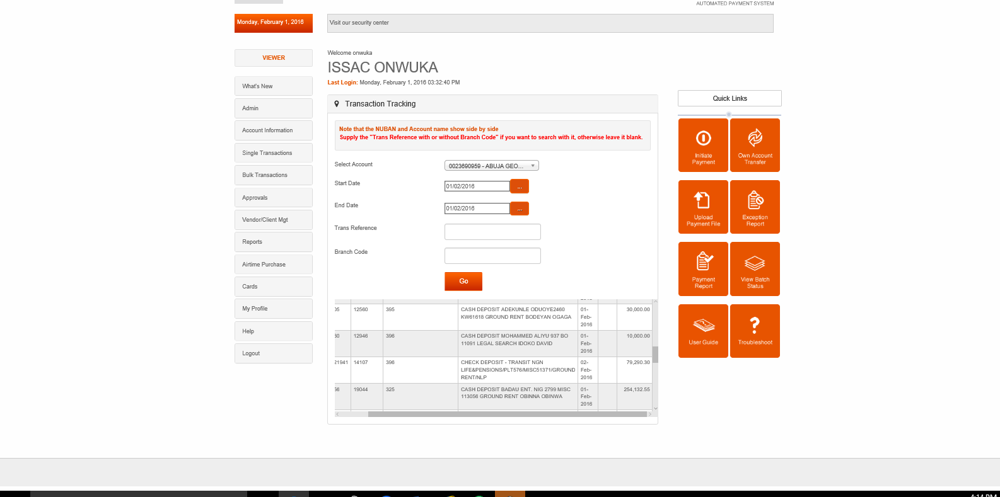 AUTOMATED PAYMENT SYSTEM
Monday, February 1, 2016
Visit our security center
VIEWER
What's New
Admin
Account Information
Single Transactions
Bulk Transactions
Approvals
Vendor/Client Mgt
Reports
Airtime Purchase
Cards
My Profile
Help
Logout
Welcome onwuka
ISSAC ONWUKA
Last Login: Monday, February 1, 2016 03:32:40 PM
Transaction Tracking
Note that the NUBAN and Account name show side by side
Supply the "Trans Reference with or without Branch Code" if you want to search with it, otherwise leave it blank.
Select Account
0023690959 - ABUJA GEO...
Start Date
01/02/2016
...
End Date
01/02/2016
...
Trans Reference
Branch Code
Go
12560 395 CASH DEPOSIT ADEKUNLE ODUOYE2460 01- 30,000.00
KW61618 GROUND RENT BODEYAN OGAGA Feb-
2016
12946 396 CASH DEPOSIT MOHAMMED ALIYU 937 BO 01- 10,000.00
11091 LEGAL SEARCH IDOKO DAVID Feb-
2016
21941 14107 396 CHECK DEPOSIT - TRANSIT NGN 02- 79,290.30
LIFE&PENSIONS/PLT576/MISC51371/GROUND Feb-
RENT/NLP 2016
56 19044 325 CASH DEPOSIT BADAU ENT. NIG 2799 MISC 01- 254,132.55
113056 GROUND RENT OBINNA OBINWA Feb-
2016
Quick Links
Initiate
Payment
Own Account
Transfer
Upload
Payment File
Exception
Report
Payment
Report
View Batch
Status
User Guide
Troubleshoot
4:14 PM